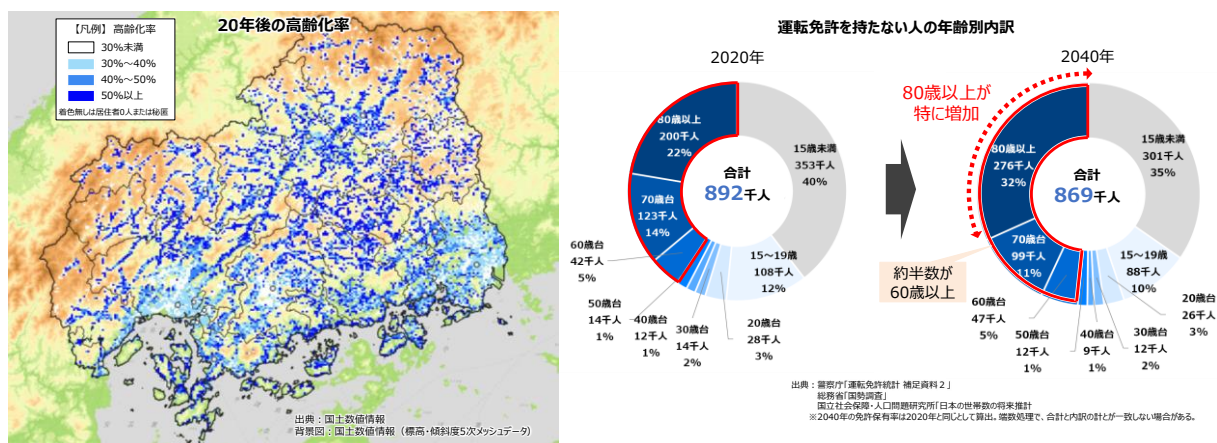 20年後の高齢化率
【凡例】 高齢化率
30%未満
30%~40%
40%~50%
50%以上
着色無しは居住者0人または秘匿
出典:国土数値情報
背景図:国土数値情報(標高・傾斜度5次メッシュデータ)
運転免許を持たない人の年齢別内訳
2020年
80歳以上
200千人
22%
70歳台
123千人
14%
60歳台
42千人
5%
50歳台
14千人
1%
40歳台
12千人
1%
30歳台
14千人
2%
20歳台
28千人
3%
15~19歳
108千人
12%
15歳未満
353千人
40%
合計
892千人
2040年
80歳以上が
特に増加
80歳以上
276千人
32%
70歳台
99千人
11%
約半数が
60歳以上
60歳台
47千人
5%
50歳台
12千人
1%
40歳台
9千人
1%
30歳台
12千人
2%
20歳台
26千人
3%
15~19歳
88千人
10%
15歳未満
301千人
35%
合計
869千人
出典:警察庁「運転免許統計 補足資料2」
総務省「国勢調査」
国立社会保障・人口問題研究所「日本の世帯数の将来推計
※2040年の免許保有率は2020年と同じとして算出。端数処理で、合計と内訳の計が一致しない場合がある。